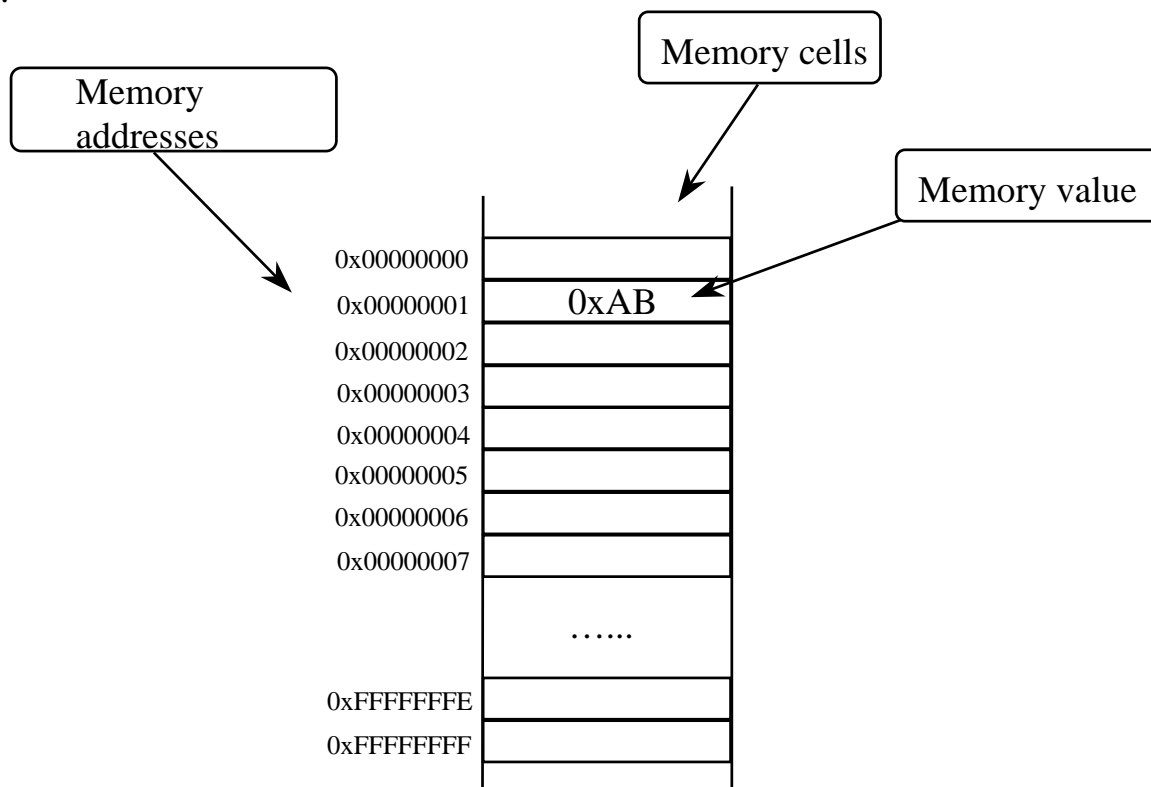 Memory cells
Memory
addresses
Memory value
0x00000000
0x00000001 0xAB
0x00000002
0x00000003
0x00000004
0x00000005
0x00000006
0x00000007
…...
0xFFFFFFFE
0xFFFFFFFF